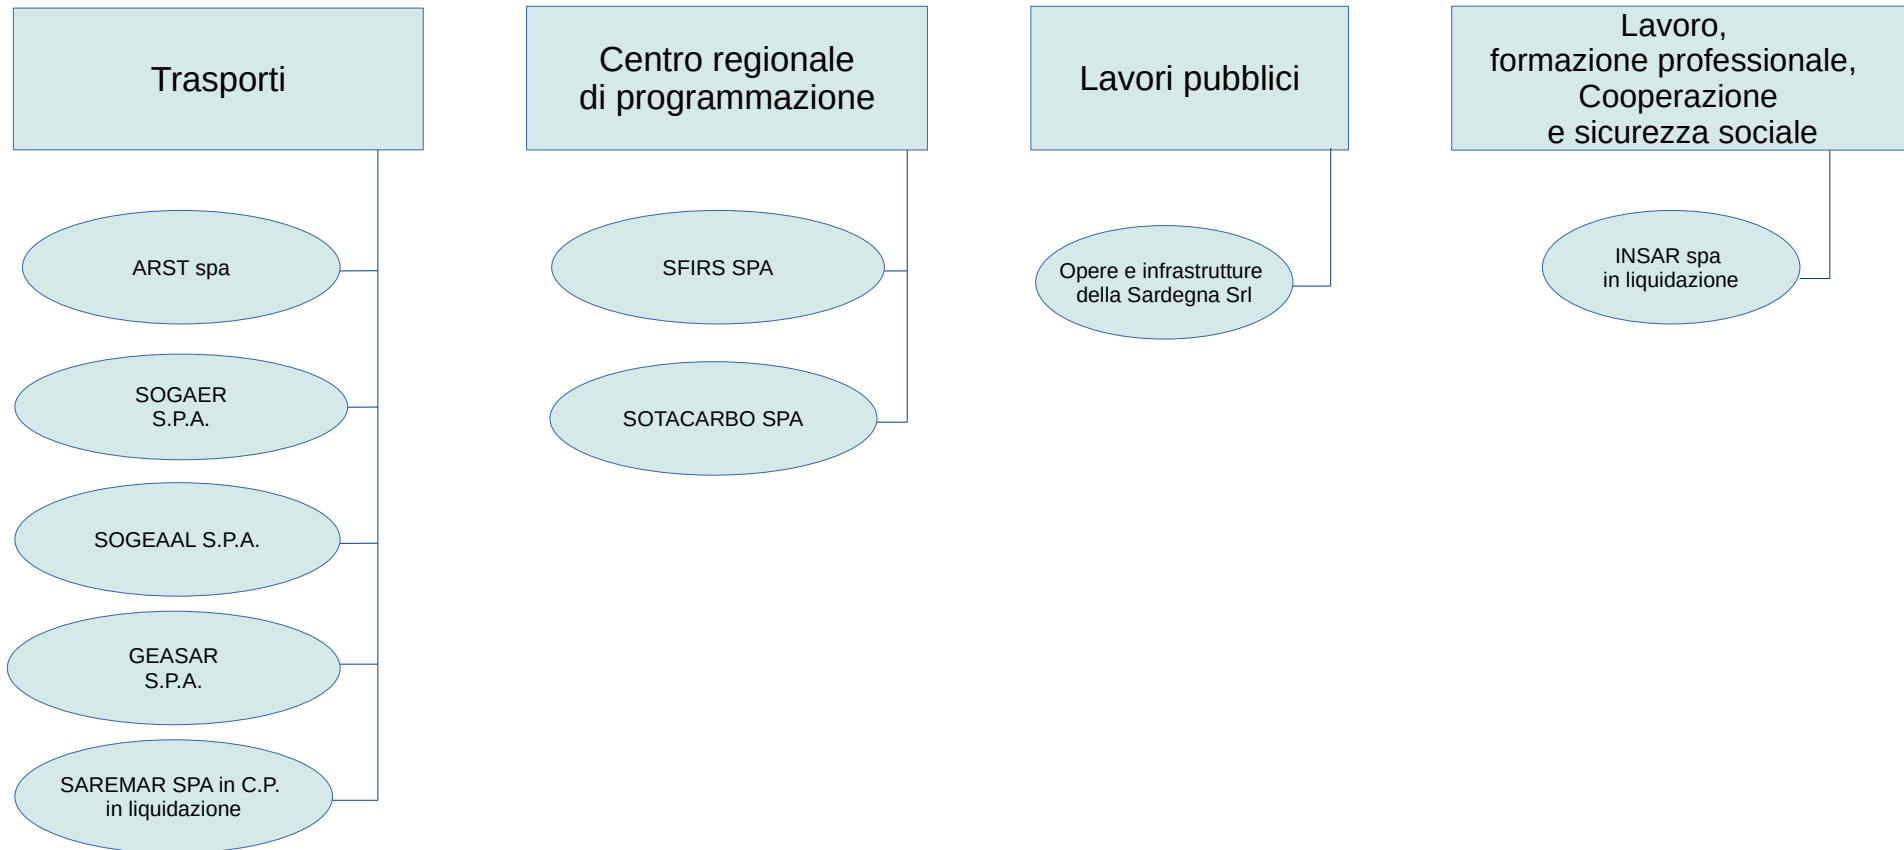 Trasporti
ARST spa
SOGAER
S.P.A.
SOGEAAL S.P.A.
GEASAR
S.P.A.
SAREMAR SPA in C.P.
in liquidazione
Centro regionale
di programmazione
SFIRS SPA
SOTACARBO SPA
Lavori pubblici
Opere e infrastrutture
della Sardegna Srl
Lavoro,
formazione professionale,
Cooperazione
e sicurezza sociale
INSAR spa
in liquidazione